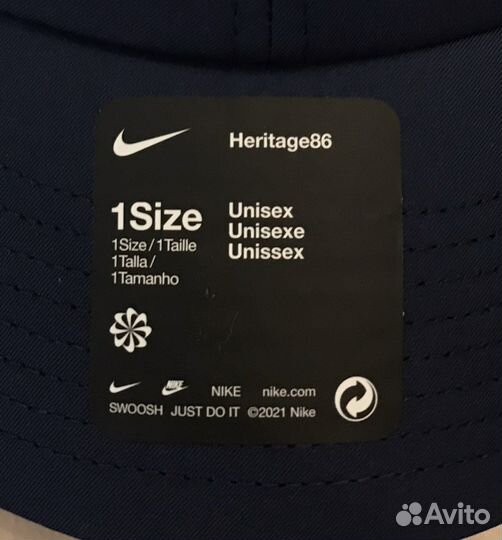 Heritage86
1Size
1Size/1Taille
1Talla/
1Tamanho
Unisex
Unisexe
Unissex
NIKE
NIKE nike.com
SWOOSH JUST DO IT ©2021 Nike
Avito